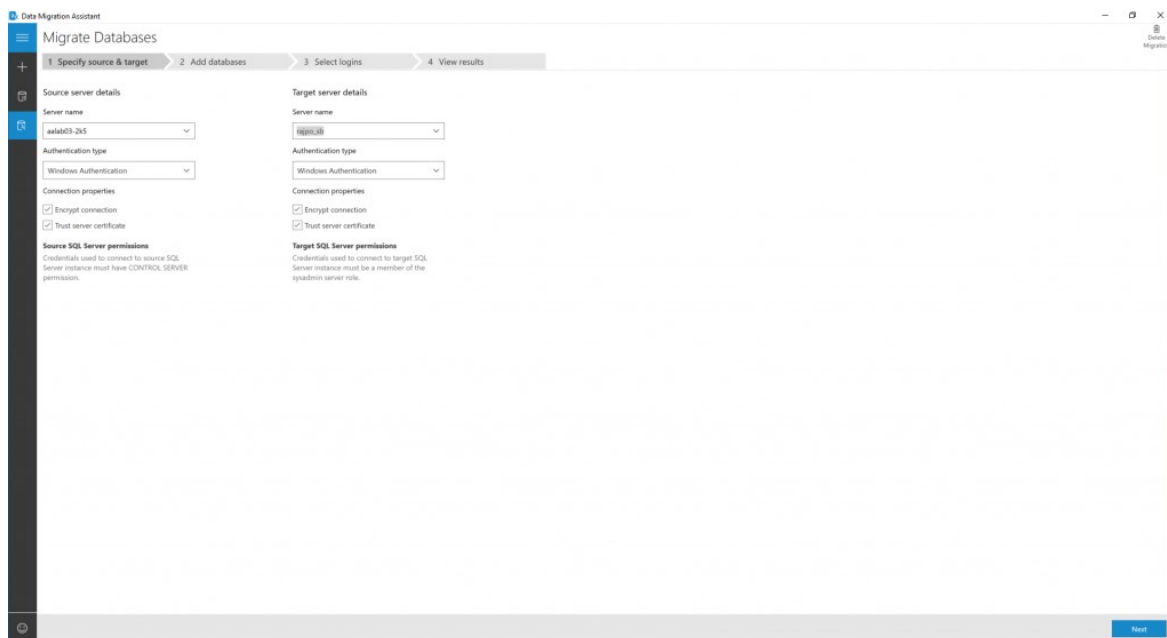 Data Migration Assistant
Migrate Databases
Delete
Migration
1 Specify source & target
2 Add databases
3 Select logins
4 View results
Source server details
Server name
aalab03-2k5
Authentication type
Windows Authentication
Connection properties
Encrypt connection
Trust server certificate
Source SQL Server permissions
Credentials used to connect to source SQL
Server instance must have CONTROL SERVER
permission.
Target server details
Server name
rajpo_sb
Authentication type
Windows Authentication
Connection properties
Encrypt connection
Trust server certificate
Target SQL Server permissions
Credentials used to connect to target SQL
Server instance must be a member of the
sysadmin server role.
Next